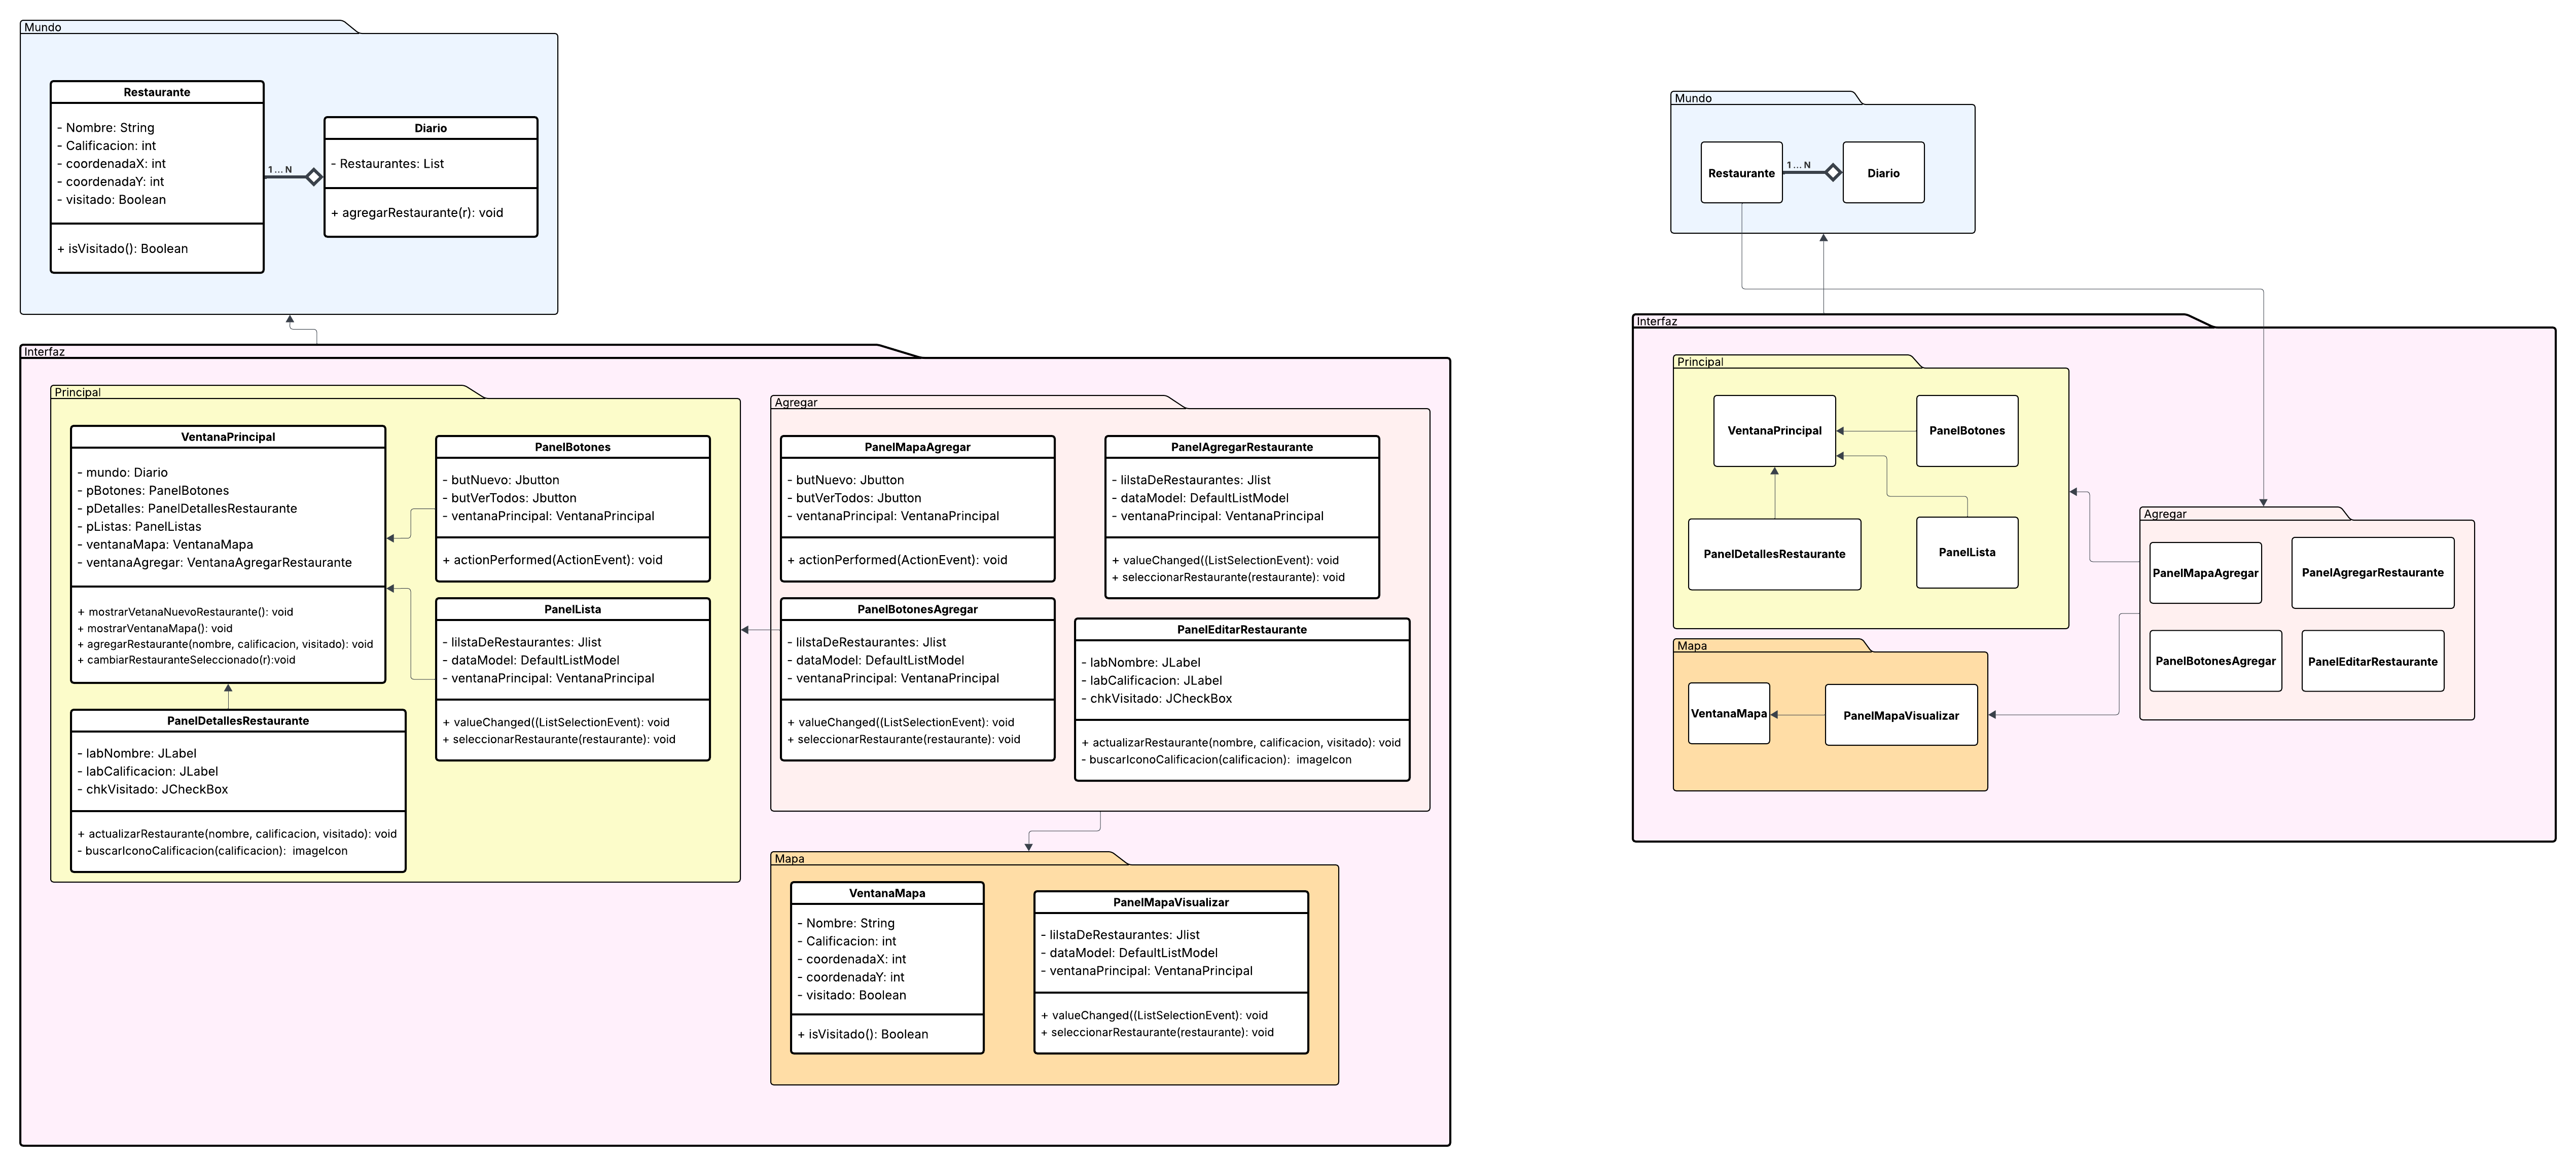 Mundo
Restaurante
- Nombre: String
- Calificacion: int
- coordenadaX: int
- coordenadaY: int
- visitado: Boolean
+ isVisitado(): Boolean
1... N
Diario
- Restaurantes: List
+ agregarRestaurante(r): void
Interfaz
Principal
VentanaPrincipal
- mundo: Diario
- pBotones: PanelBotones
- pDetalles: PanelDetallesRestaurante
- pListas: PanelListas
- ventanaMapa: VentanaMapa
- ventanaAgregar: VentanaAgregarRestaurante
+ mostrarVetanaNuevoRestaurante(): void
+ mostrarVentanaMapa(): void
+ agregarRestaurante(nombre, calificacion, visitado): void
+ cambiarRestauranteSeleccionado(r):void
PanelBotones
- butNuevo: Jbutton
- butVerTodos: Jbutton
- ventanaPrincipal: VentanaPrincipal
+ actionPerformed(ActionEvent): void
PanelLista
- lilstaDeRestaurantes: Jlist
- dataModel: DefaultListModel
- ventanaPrincipal: VentanaPrincipal
+ valueChanged((ListSelectionEvent): void
+ seleccionarRestaurante(restaurante): void
PanelDetallesRestaurante
- labNombre: JLabel
- labCalificacion: JLabel
- chkVisitado: JCheckBox
+ actualizarRestaurante(nombre, calificacion, visitado): void
- buscarIconoCalificacion(calificacion):  imageIcon
Agregar
PanelMapaAgregar
- butNuevo: Jbutton
- butVerTodos: Jbutton
- ventanaPrincipal: VentanaPrincipal
+ actionPerformed(ActionEvent): void
PanelAgregarRestaurante
- lilstaDeRestaurantes: Jlist
- dataModel: DefaultListModel
- ventanaPrincipal: VentanaPrincipal
+ valueChanged((ListSelectionEvent): void
+ seleccionarRestaurante(restaurante): void
PanelBotonesAgregar
- lilstaDeRestaurantes: Jlist
- dataModel: DefaultListModel
- ventanaPrincipal: VentanaPrincipal
+ valueChanged((ListSelectionEvent): void
+ seleccionarRestaurante(restaurante): void
PanelEditarRestaurante
- labNombre: JLabel
- labCalificacion: JLabel
- chkVisitado: JCheckBox
+ actualizarRestaurante(nombre, calificacion, visitado): void
- buscarIconoCalificacion(calificacion):  imageIcon
Mapa
VentanaMapa
- Nombre: String
- Calificacion: int
- coordenadaX: int
- coordenadaY: int
- visitado: Boolean
+ isVisitado(): Boolean
PanelMapaVisualizar
- lilstaDeRestaurantes: Jlist
- dataModel: DefaultListModel
- ventanaPrincipal: VentanaPrincipal
+ valueChanged((ListSelectionEvent): void
+ seleccionarRestaurante(restaurante): void
Mundo
Restaurante
1... N
Diario
Interfaz
Principal
VentanaPrincipal
PanelBotones
PanelDetallesRestaurante
PanelLista
Mapa
VentanaMapa
PanelMapaVisualizar
Agregar
PanelMapaAgregar
PanelAgregarRestaurante
PanelBotonesAgregar
PanelEditarRestaurante